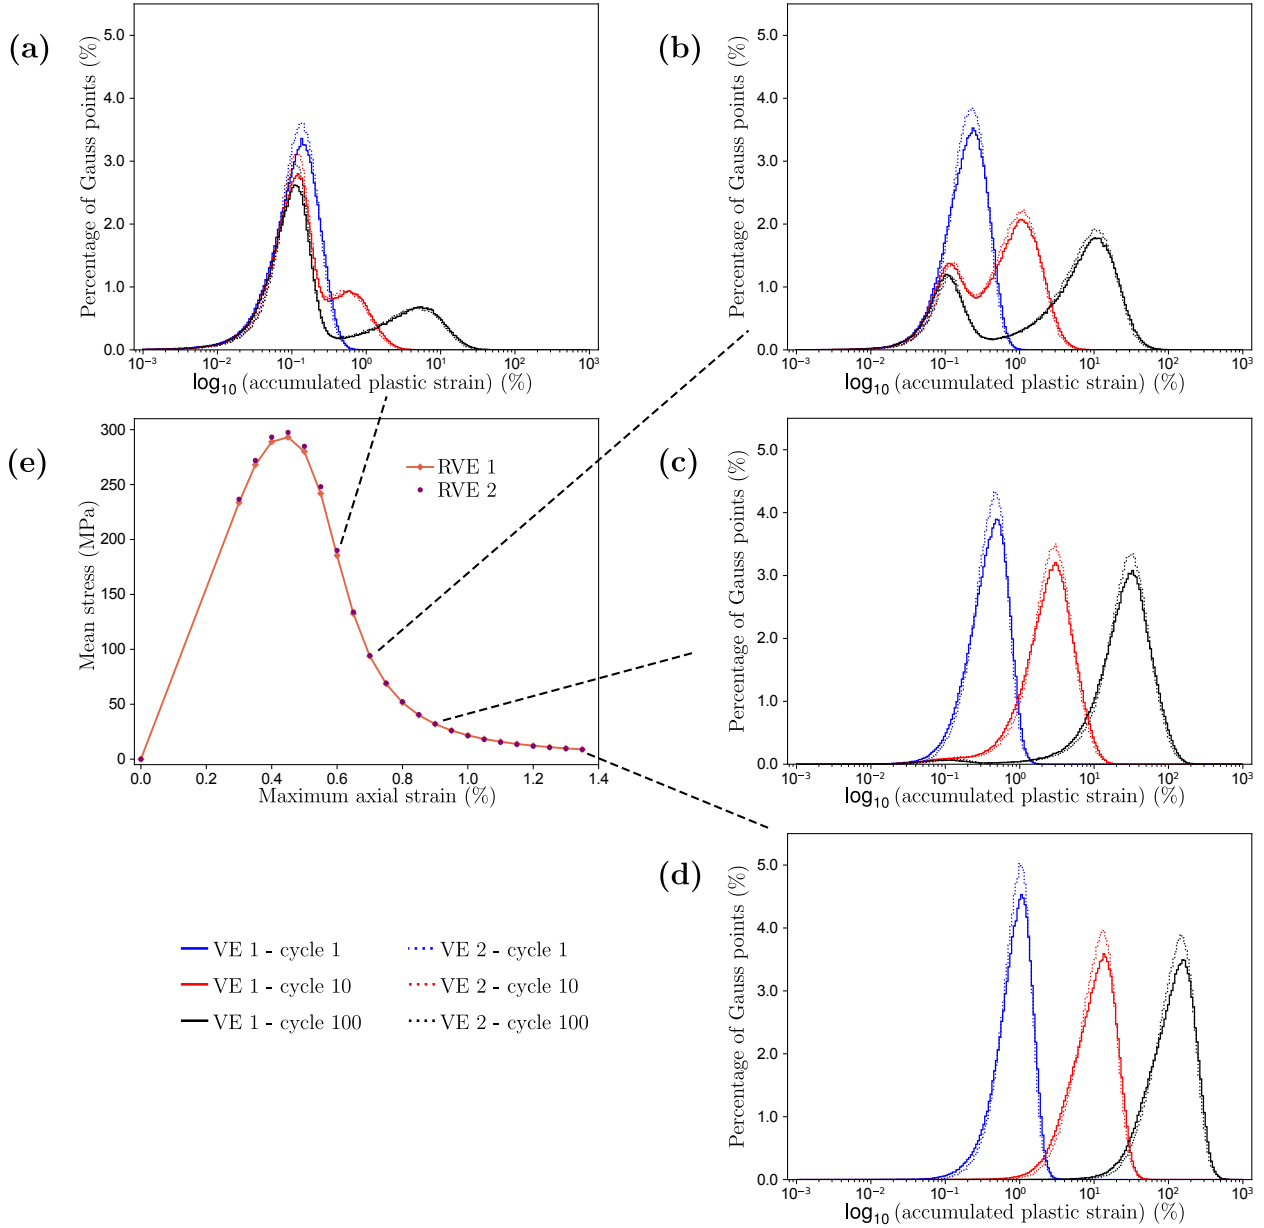 (a)
Percentage of Gauss points (%)
5.0
4.0
3.0
2.0
1.0
0.0
10⁻³ 10⁻² 10⁻¹ 10⁰ 10¹ 10² 10³
log₁₀ (accumulated plastic strain) (%)
(b)
Percentage of Gauss points (%)
5.0
4.0
3.0
2.0
1.0
0.0
10⁻³ 10⁻² 10⁻¹ 10⁰ 10¹ 10² 10³
log₁₀ (accumulated plastic strain) (%)
(e)
Mean stress (MPa)
300
250
200
150
100
50
0
0.0 0.2 0.4 0.6 0.8 1.0 1.2 1.4
Maximum axial strain (%)
RVE 1
RVE 2
(c)
Percentage of Gauss points (%)
5.0
4.0
3.0
2.0
1.0
0.0
10⁻³ 10⁻² 10⁻¹ 10⁰ 10¹ 10² 10³
log₁₀ (accumulated plastic strain) (%)
(d)
Percentage of Gauss points (%)
5.0
4.0
3.0
2.0
1.0
0.0
10⁻³ 10⁻² 10⁻¹ 10⁰ 10¹ 10² 10³
log₁₀ (accumulated plastic strain) (%)
VE 1 - cycle 1
VE 1 - cycle 10
VE 1 - cycle 100
VE 2 - cycle 1
VE 2 - cycle 10
VE 2 - cycle 100